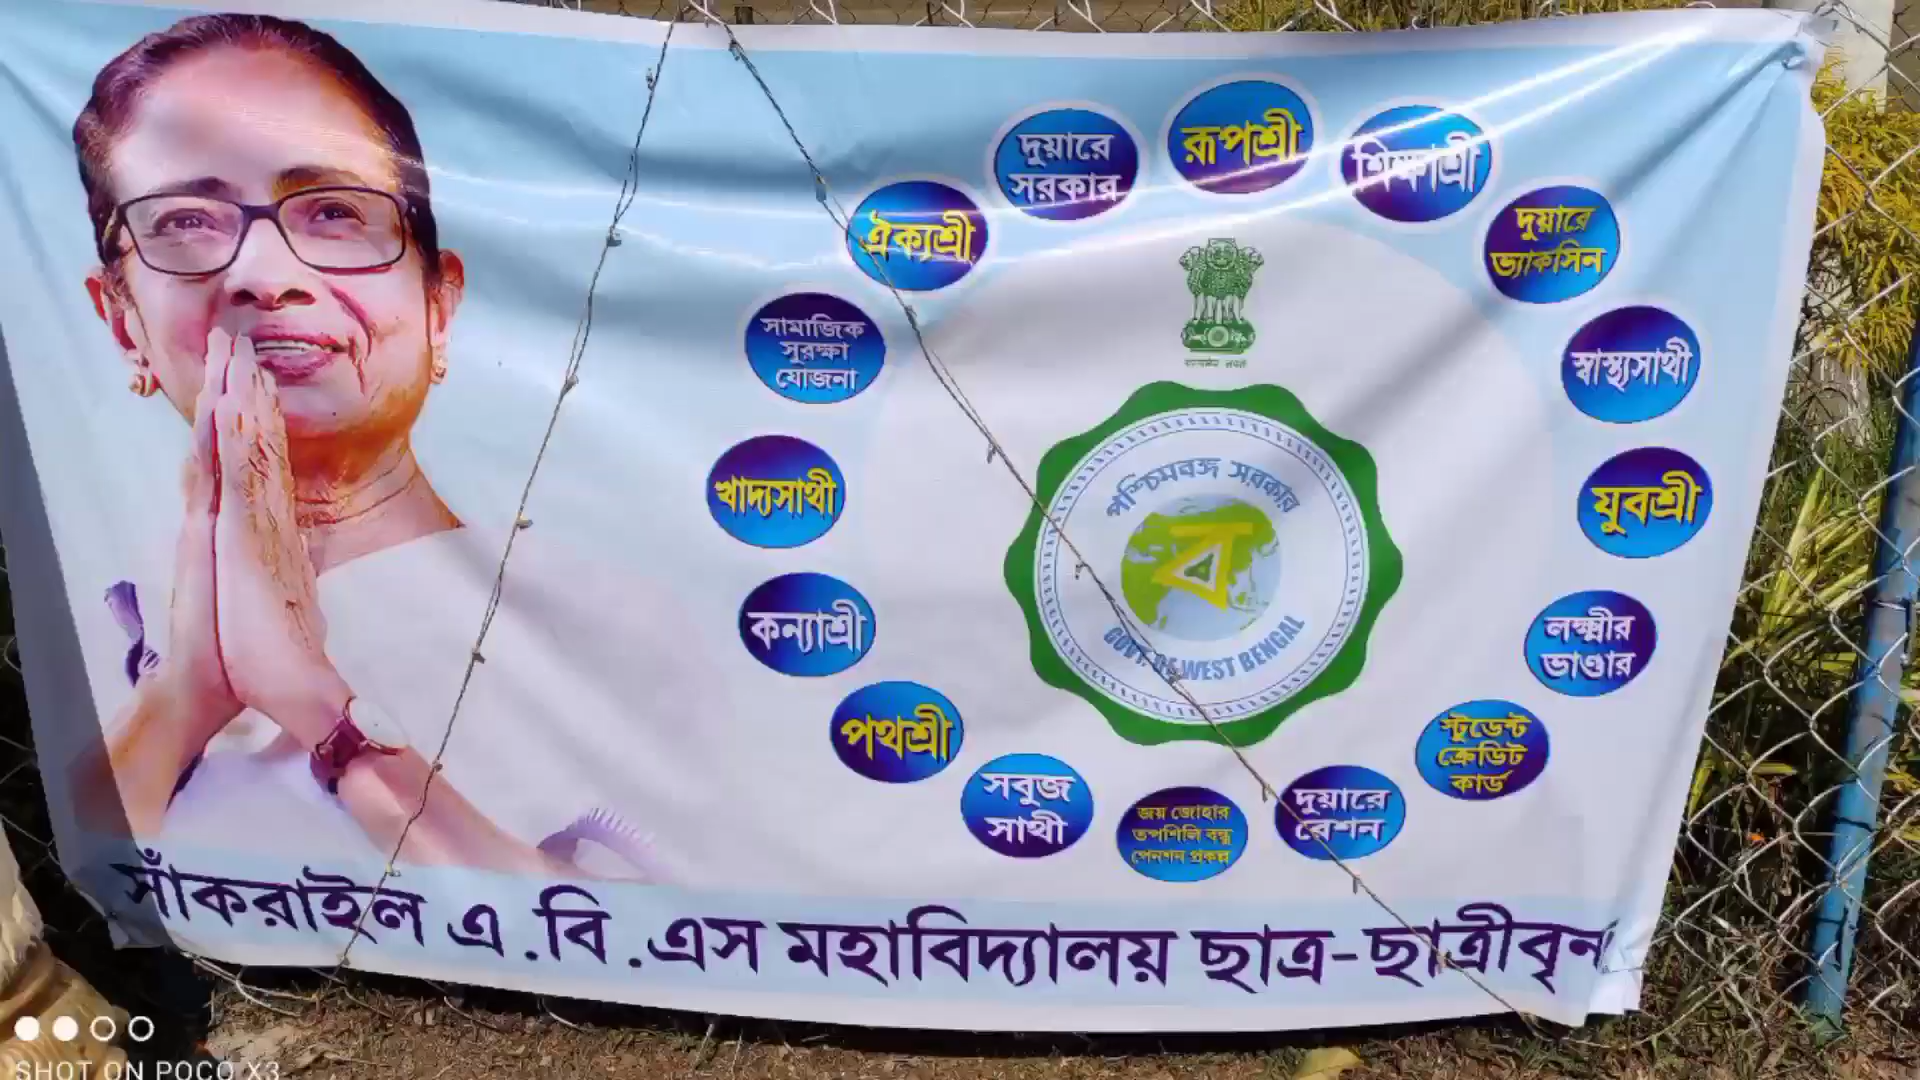 দুয়ারে
সরকার
রূপশ্রী
শিক্ষাশ্রী
ঐক্যশ্রী
দুয়ারে
ভ্যাকসিন
সামাজিক
সুরক্ষা
যোজনা
স্বাস্থ্যসাথী
খাদ্যসাথী
যুবশ্রী
পশ্চিমবঙ্গ সরকার
ব
GOVT. OF WEST BENGAL
কন্যাশ্রী
লক্ষ্মীর
ভাণ্ডার
পথশ্রী
স্টুডেন্ট
ক্রেডিট
কার্ড
সবুজ
সাথী
জয় জোহার
তপশিলি বন্ধু
পেনশন প্রকল্প
দুয়ারে
রেশন
সাঁকরাইল এ.বি.এস মহাবিদ্যালয় ছাত্র-ছাত্রীবৃন্দ
SHOT ON POCO X3